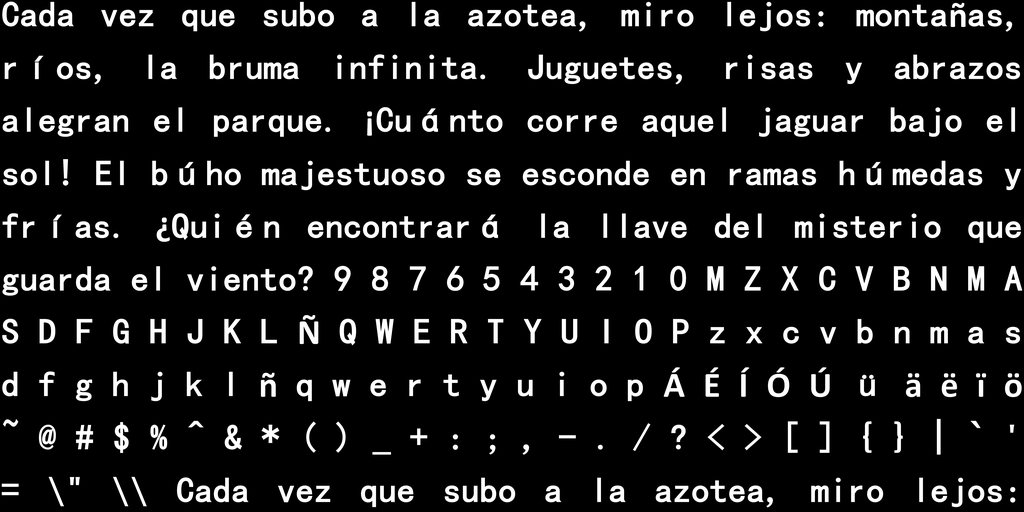 Cada vez que subo a la azotea, miro lejos: montañas,
ríos, la bruma infinita. Juguetes, risas y abrazos
alegran el parque. ¡Cuánto corre aquel jaguar bajo el
sol! El búho majestuoso se esconde en ramas húmedas y
frías. ¿Quién encontrará la llave del misterio que
guarda el viento? 9 8 7 6 5 4 3 2 1 0 M Z X C V B N M A
S D F G H J K L Ñ Q W E R T Y U I O P z x c v b n m a s
d f g h j k l ñ q w e r t y u i o p Á É Í Ó Ú ü ä ë ï ö
~ @ # $ % ^ & * ( ) _ + : ; , - . / ? < > [ ] { } | ` '
= \" \\ Cada vez que subo a la azotea, miro lejos: